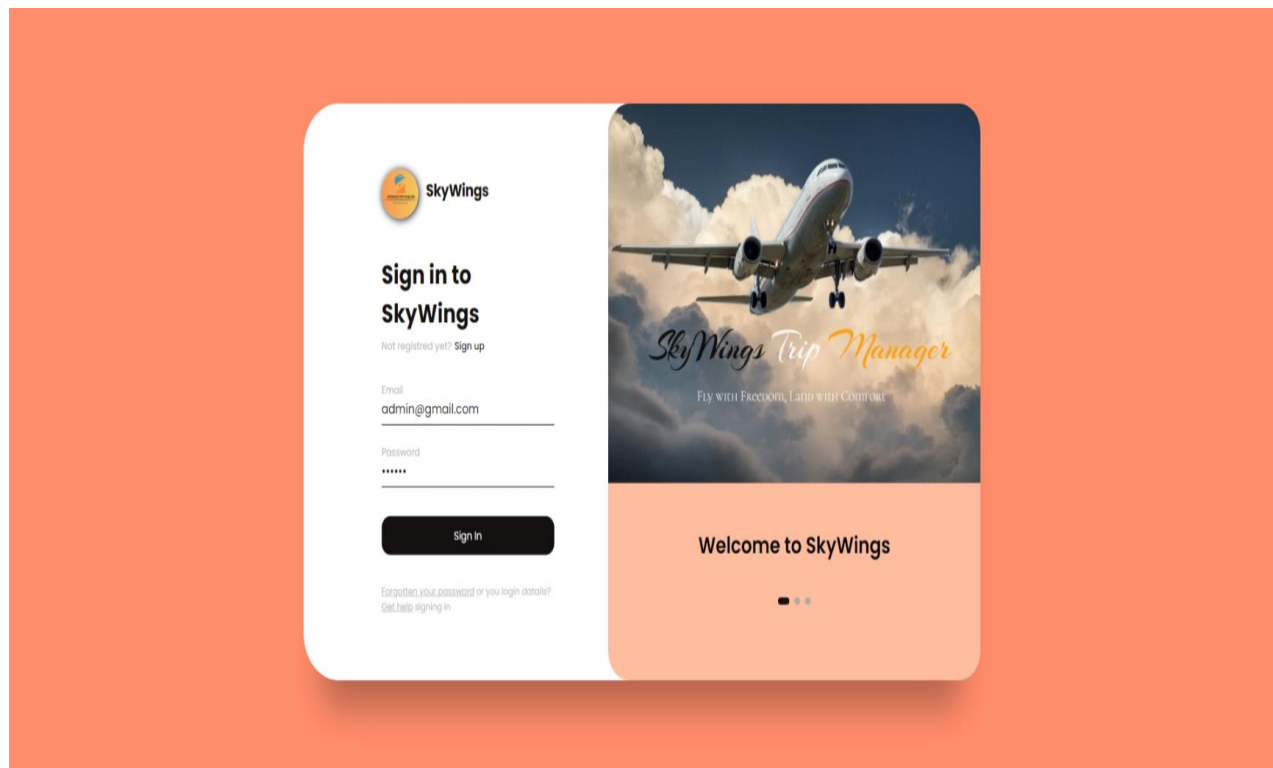 SkyWings
Sign in to
SkyWings
Not registred yet? Sign up
Email
admin@gmail.com
Password
••••••
Sign In
Forgotten your password or you login datails?
Get help signing in
SkyWings Trip Manager
Fly with Freedom, Land with Comfort
Welcome to SkyWings